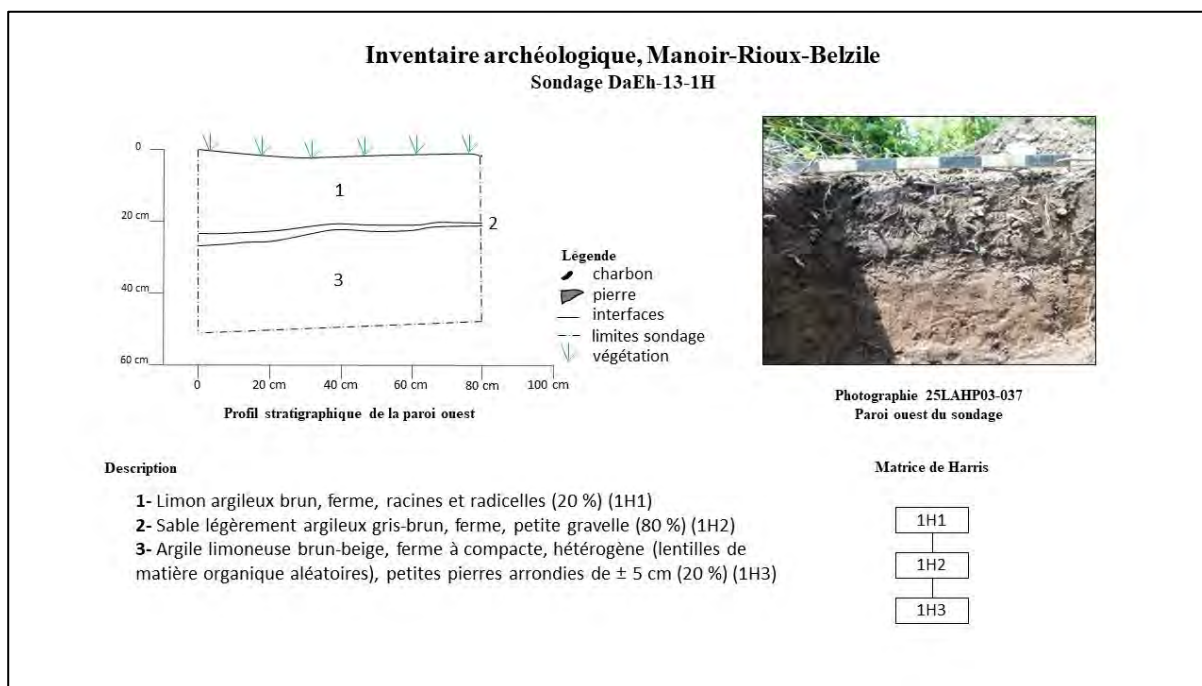 Inventaire archéologique, Manoir-Rioux-Belzile
Sondage DaEh-13-1H
0
20 cm
40 cm
60 cm
1
2
3
0
20 cm
40 cm
60 cm
80 cm
100 cm
Profil stratigraphique de la paroi ouest
Légende
charbon
pierre
interfaces
limites sondage
végétation
Photographie 25LAHP03-037
Paroi ouest du sondage
Description
1- Limon argileux brun, ferme, racines et radicelles (20 %) (1H1)
2- Sable légèrement argileux gris-brun, ferme, petite gravelle (80 %) (1H2)
3- Argile limoneuse brun-beige, ferme à compacte, hétérogène (lentilles de
matière organique aléatoires), petites pierres arrondies de ± 5 cm (20 %) (1H3)
Matrice de Harris
1H1
1H2
1H3